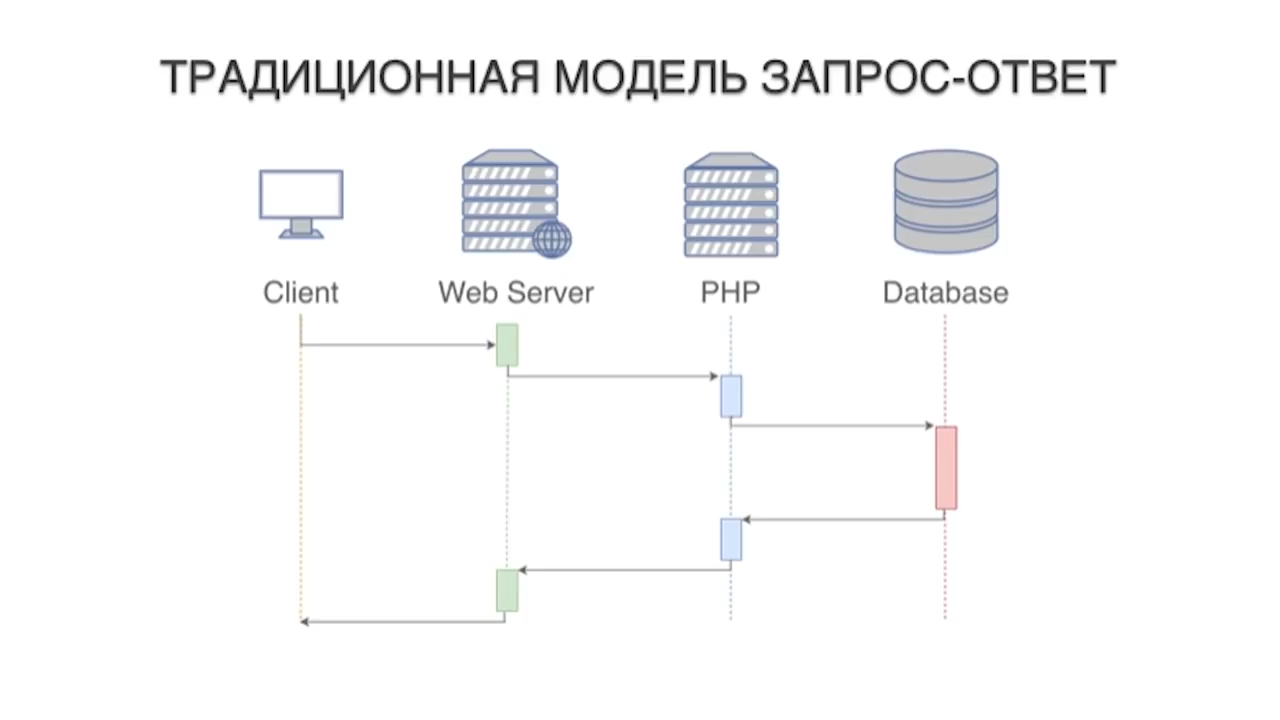 ТРАДИЦИОННАЯ МОДЕЛЬ ЗАПРОС-ОТВЕТ
Client
Web Server
PHP
Database